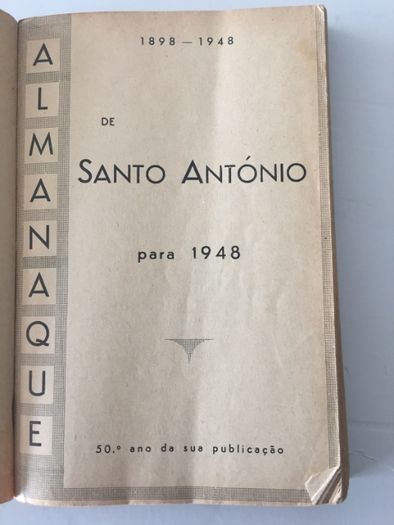 ALMANAQUE
1898 — 1948
DE
SANTO ANTÓNIO
para 1948
50.º ano da sua publicação